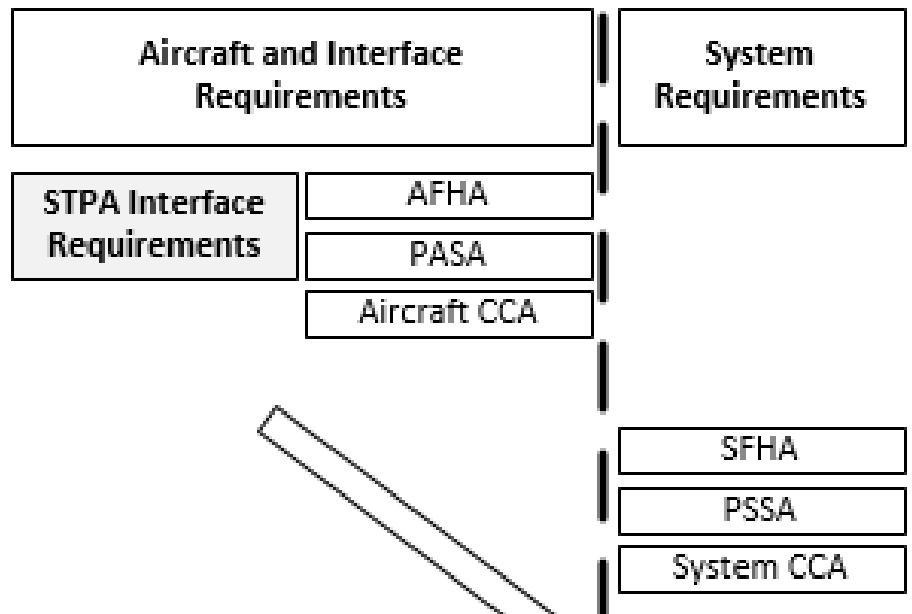 Aircraft and Interface
Requirements
System
Requirements
STPA Interface
Requirements
AFHA
PASA
Aircraft CCA
SFHA
PSSA
System CCA